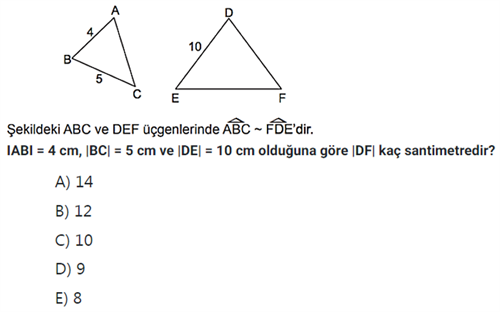 A
4
B
5
C
D
10
E
F
Şekildeki ABC ve DEF üçgenlerinde ABC ~ FDE'dir.
IABI = 4 cm, |BC| = 5 cm ve |DE| = 10 cm olduğuna göre |DF| kaç santimetredir?
A) 14
B) 12
C) 10
D) 9
E) 8